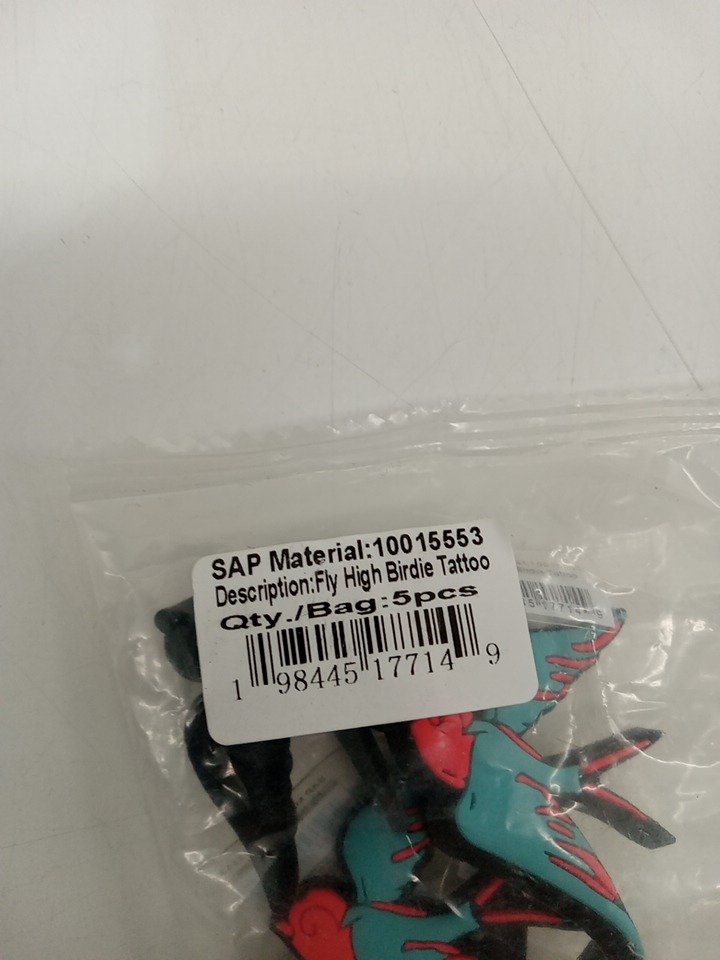 SAP Material:10015553
Description:Fly High Birdie Tattoo
Qty./Bag:5pcs
1 98445 17714 9